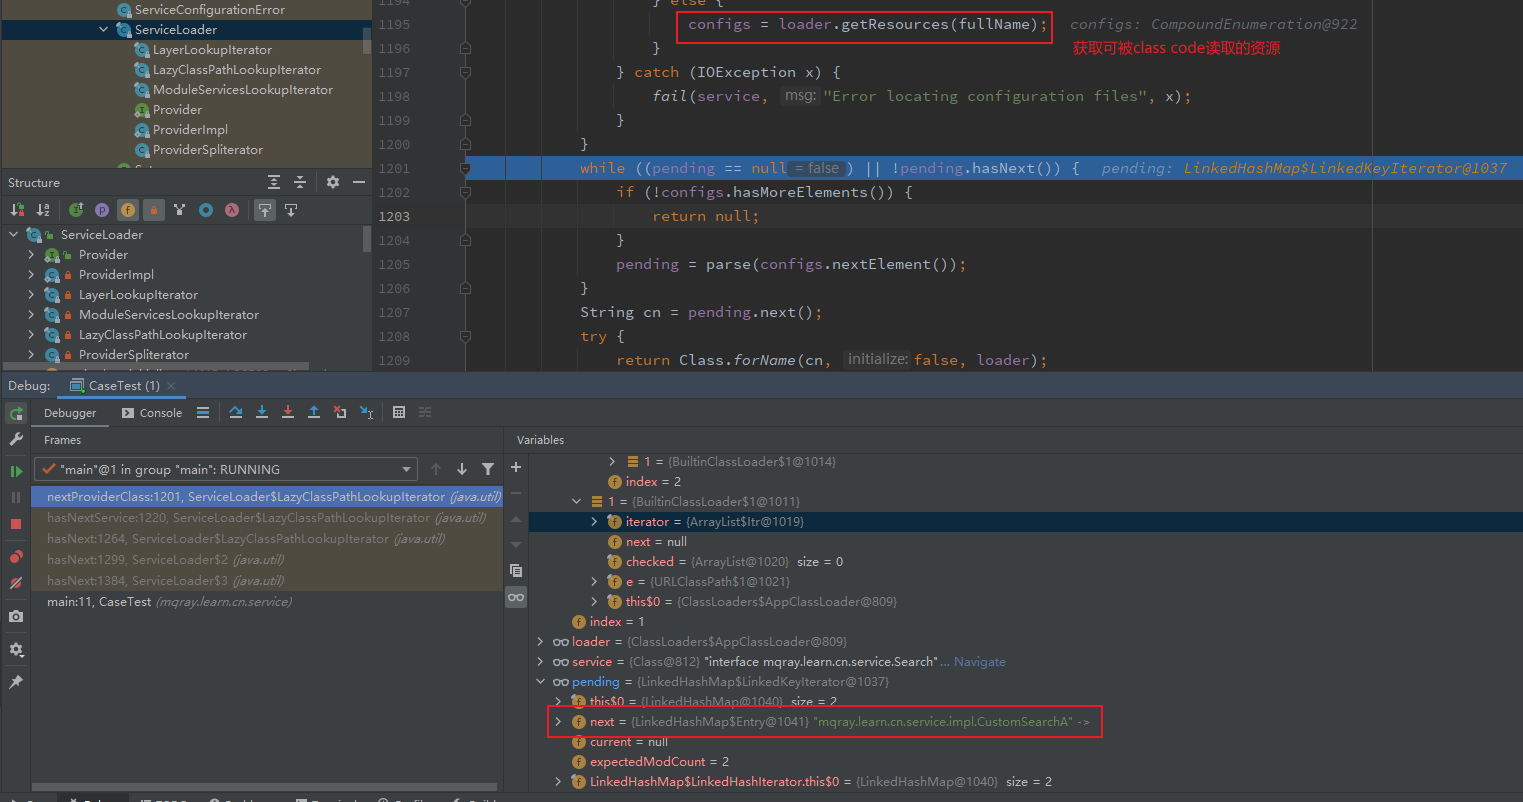 ServiceConfigurationError
ServiceLoader
LayerLookupIterator
LazyClassPathLookupIterator
ModuleServicesLookupIterator
Provider
ProviderImpl
ProviderSpliterator
Structure
ServiceLoader
Provider
ProviderImpl
LayerLookupIterator
ModuleServicesLookupIterator
LazyClassPathLookupIterator
ProviderSpliterator
1194 } else {
1195 configs = loader.getResources(fullName); configs: CompoundEnumeration@922
获取可被class code读取的资源
1196 }
1197 } catch (IOException x) {
1198 fail(service, msg: "Error locating configuration files", x);
1199 }
1200 }
1201 while ((pending == null = false ) || !pending.hasNext()) { pending: LinkedHashMap$LinkedKeyIterator@1037
1202 if (!configs.hasMoreElements()) {
1203 return null;
1204 }
1205 pending = parse(configs.nextElement());
1206 }
1207 String cn = pending.next();
1208 try {
1209 return Class.forName(cn, initialize: false, loader);
Debug: CaseTest (1)
Debugger Console
Frames
"main"@1 in group "main": RUNNING
nextProviderClass:1201, ServiceLoader$LazyClassPathLookupIterator (java.util)
hasNextService:1220, ServiceLoader$LazyClassPathLookupIterator (java.util)
hasNext:1264, ServiceLoader$LazyClassPathLookupIterator (java.util)
hasNext:1299, ServiceLoader$2 (java.util)
hasNext:1384, ServiceLoader$3 (java.util)
main:11, CaseTest (mqray.learn.cn.service)
Variables
1 = {BuiltinClassLoader$1@1014}
index = 2
1 = {BuiltinClassLoader$1@1011}
iterator = {ArrayList$Itr@1019}
next = null
checked = {ArrayList@1020} size = 0
e = {URLClassPath$1@1021}
this$0 = {ClassLoaders$AppClassLoader@809}
index = 1
loader = {ClassLoaders$AppClassLoader@809}
service = {Class@812} "interface mqray.learn.cn.service.Search"... Navigate
pending = {LinkedHashMap$LinkedKeyIterator@1037}
this$0 = {LinkedHashMap@1040} size = 2
next = {LinkedHashMap$Entry@1041} "mqray.learn.cn.service.impl.CustomSearchA" ->
current = null
expectedModCount = 2
LinkedHashMap$LinkedHashIterator.this$0 = {LinkedHashMap@1040} size = 2